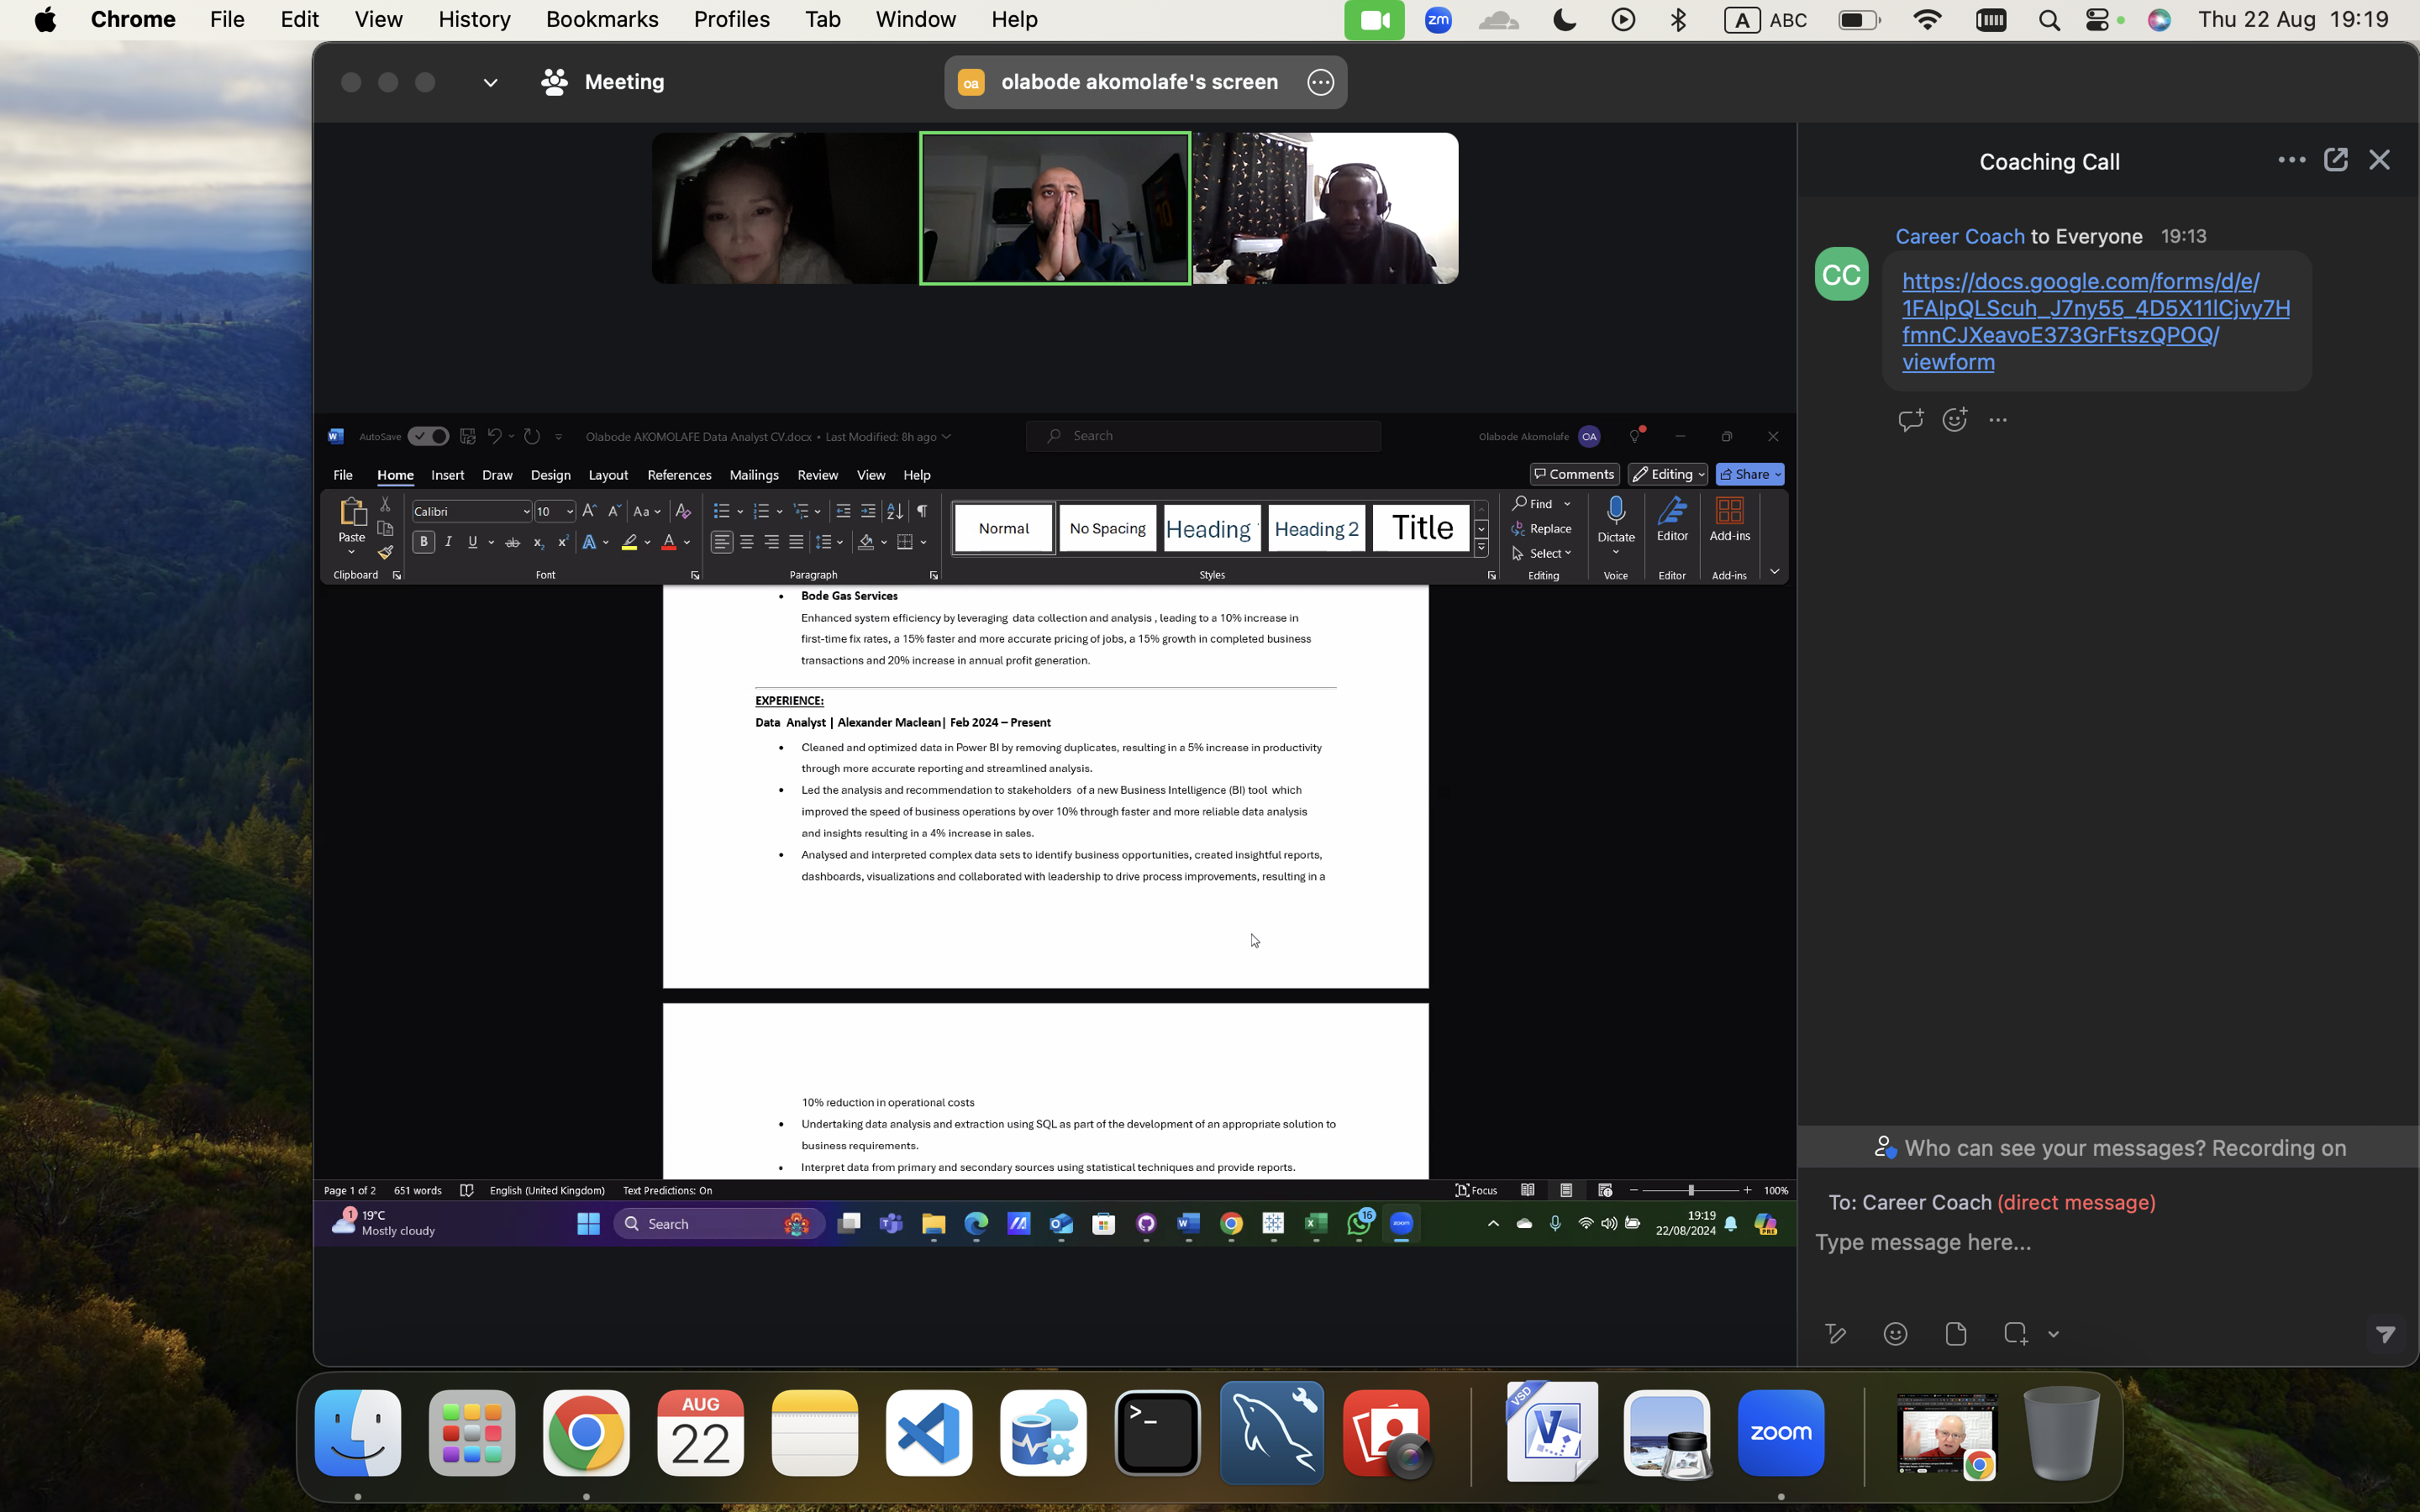 Chrome File Edit View History Bookmarks Profiles Tab Window Help zm A ABC Thu 22 Aug 19:19
Meeting oa olabode akomolafe's screen
Coaching Call
Career Coach to Everyone 19:13
CC
https://docs.google.com/forms/d/e/
1FAIpQLScuh_J7ny55_4D5X11lCjvy7H
fmnCJXeavoE373GrFtszQPOQ/
viewform
AutoSave Olabode AKOMOLAFE Data Analyst CV.docx • Last Modified: 8h ago Search Olabode Akomolafe OA
File Home Insert Draw Design Layout References Mailings Review View Help Comments Editing Share
Paste Calibri 10 Aa Normal No Spacing Heading Heading 2 Title Find Replace Select Dictate Editor Add-ins
Clipboard Font Paragraph Styles Editing Voice Editor Add-ins
• Bode Gas Services
Enhanced system efficiency by leveraging data collection and analysis , leading to a 10% increase in
first-time fix rates, a 15% faster and more accurate pricing of jobs, a 15% growth in completed business
transactions and 20% increase in annual profit generation.
EXPERIENCE:
Data Analyst | Alexander Maclean| Feb 2024 – Present
• Cleaned and optimized data in Power BI by removing duplicates, resulting in a 5% increase in productivity
through more accurate reporting and streamlined analysis.
• Led the analysis and recommendation to stakeholders of a new Business Intelligence (BI) tool which
improved the speed of business operations by over 10% through faster and more reliable data analysis
and insights resulting in a 4% increase in sales.
• Analysed and interpreted complex data sets to identify business opportunities, created insightful reports,
dashboards, visualizations and collaborated with leadership to drive process improvements, resulting in a
10% reduction in operational costs
• Undertaking data analysis and extraction using SQL as part of the development of an appropriate solution to
business requirements.
• Interpret data from primary and secondary sources using statistical techniques and provide reports.
Page 1 of 2 651 words English (United Kingdom) Text Predictions: On Focus 100%
1 19°C
Mostly cloudy
Search
16
zoom
19:19
22/08/2024
PRE
Who can see your messages? Recording on
To: Career Coach (direct message)
Type message here...
AUG
22
VSD
V
zoom